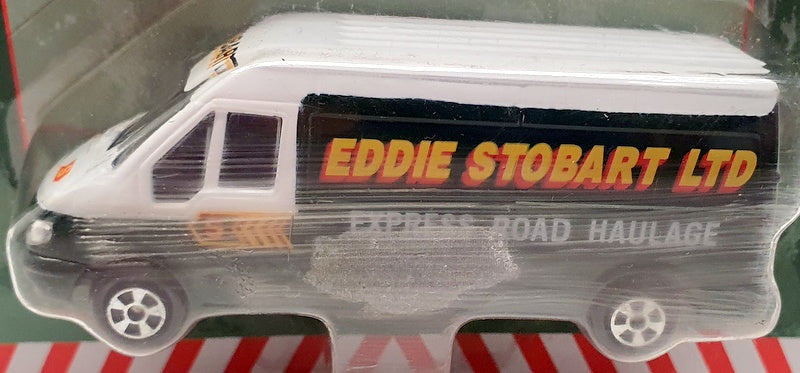 EDDIE STOBART LTD
EXPRESS ROAD HAULAGE